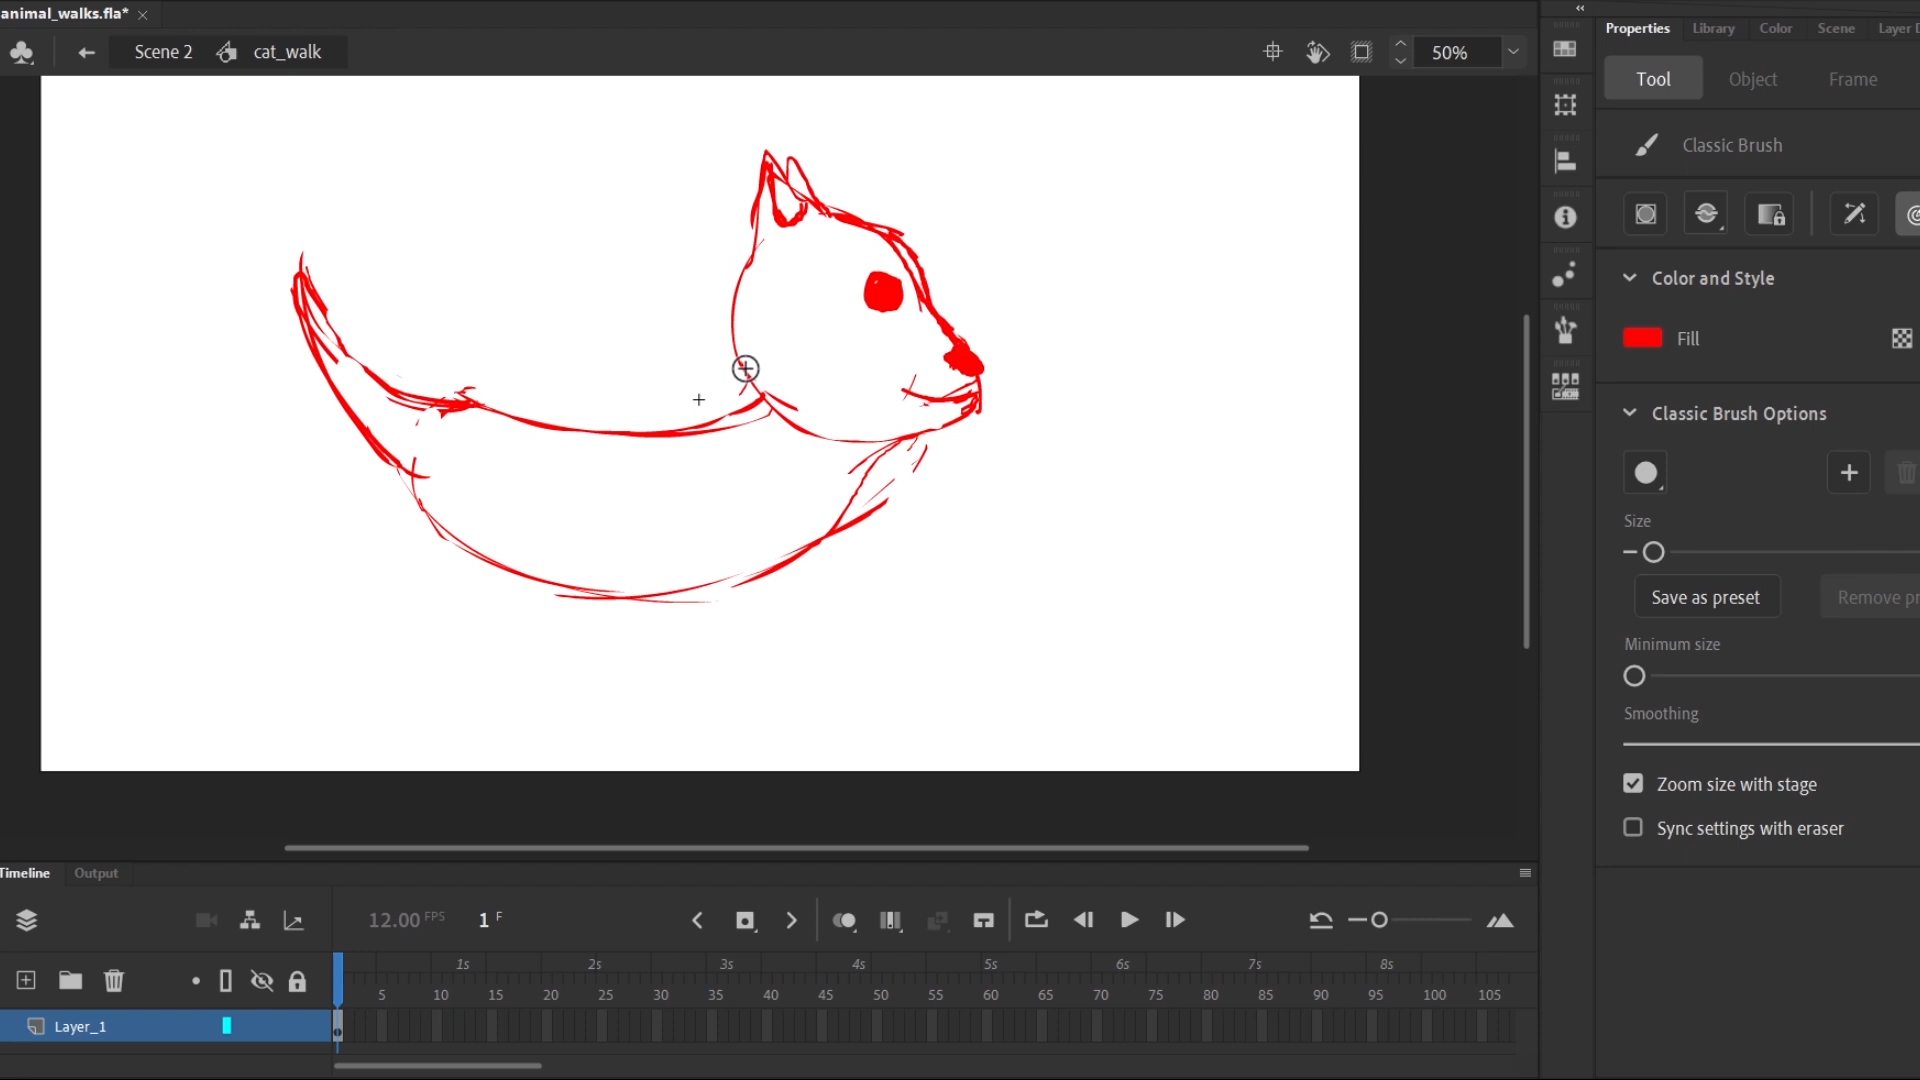 animal_walks.fla*
Properties Library Color Scene Layer D
Scene 2 cat_walk 50%
Tool Object Frame
Classic Brush
Color and Style
Fill
Classic Brush Options
Size
Save as preset Remove pr
Minimum size
Smoothing
Zoom size with stage
Sync settings with eraser
Timeline Output
12.00 FPS 1 F
1s 2s 3s 4s 5s 6s 7s 8s
5 10 15 20 25 30 35 40 45 50 55 60 65 70 75 80 85 90 95 100 105
Layer_1